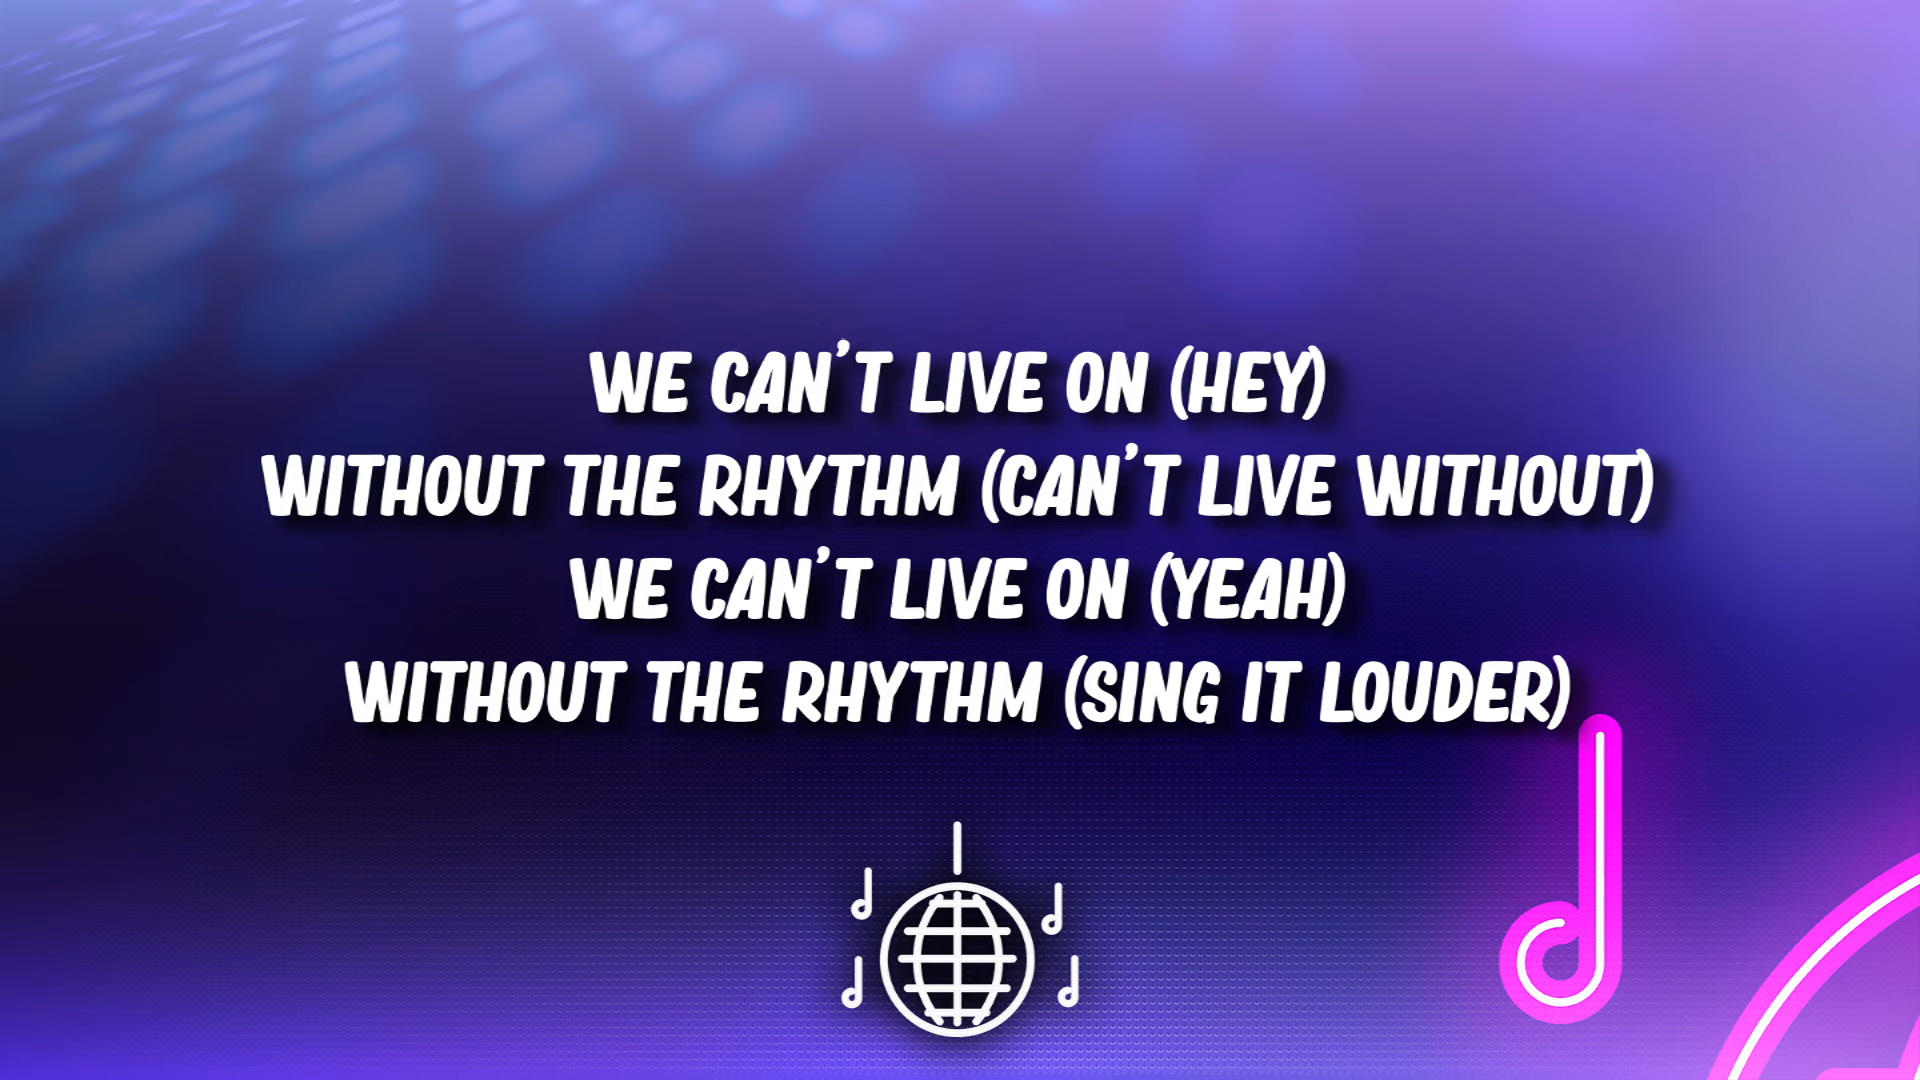 WE CAN'T LIVE ON (HEY)
WITHOUT THE RHYTHM (CAN'T LIVE WITHOUT)
WE CAN'T LIVE ON (YEAH)
WITHOUT THE RHYTHM (SING IT LOUDER)